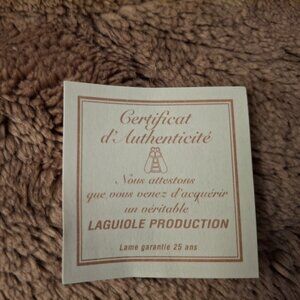 Certificat
d'Authenticité
Nous attestons
que vous venez d'acquérir
un véritable
LAGUIOLE PRODUCTION
Lame garantie 25 ans